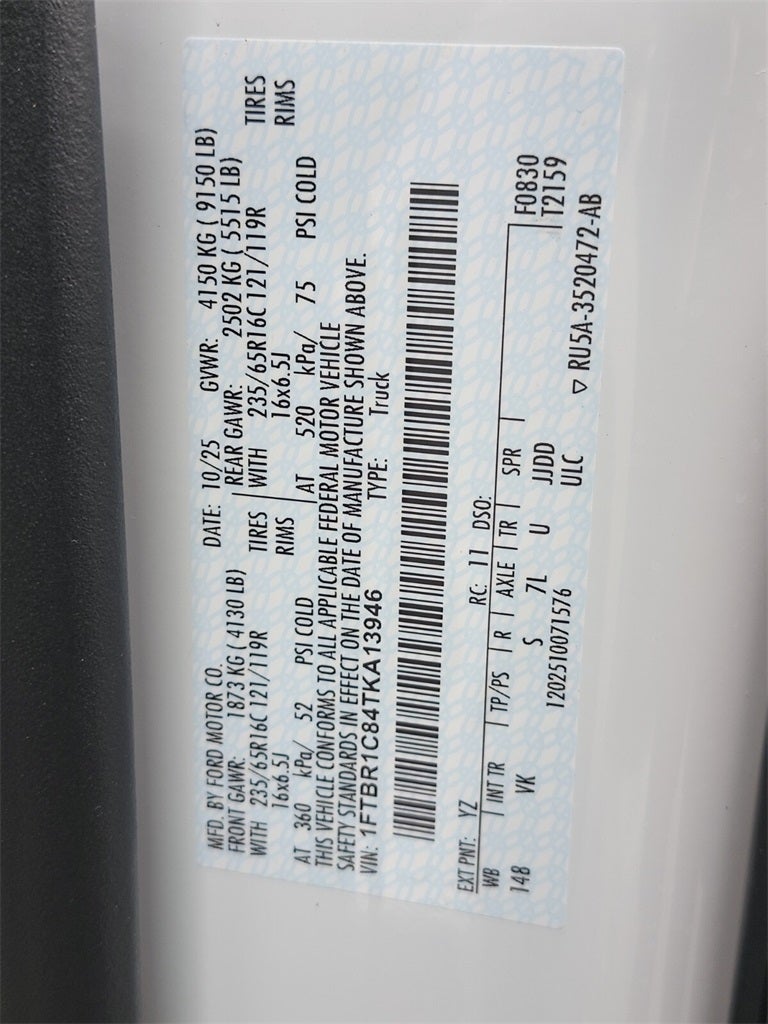 MFD. BY FORD MOTOR CO. DATE: 10/25 GVWR: 4150 KG ( 9150 LB)
FRONT GAWR: 1873 KG ( 4130 LB) REAR GAWR: 2502 KG ( 5515 LB)
WITH 235/65R16C 121/119R TIRES WITH 235/65R16C 121/119R TIRES
16x6.5J RIMS 16x6.5J RIMS
AT 360 kPa/ 52 PSI COLD AT 520 kPa/ 75 PSI COLD
THIS VEHICLE CONFORMS TO ALL APPLICABLE FEDERAL MOTOR VEHICLE
SAFETY STANDARDS IN EFFECT ON THE DATE OF MANUFACTURE SHOWN ABOVE.
VIN: 1FTBR1C84TKA13946 TYPE: Truck
EXT PNT: YZ RC: 11 DSO:
WB INT TR TP/PS R AXLE TR SPR F0830
148 VK S 7L U JJDD T2159
1202510071576 ULC
▽ RU5A-3520472-AB